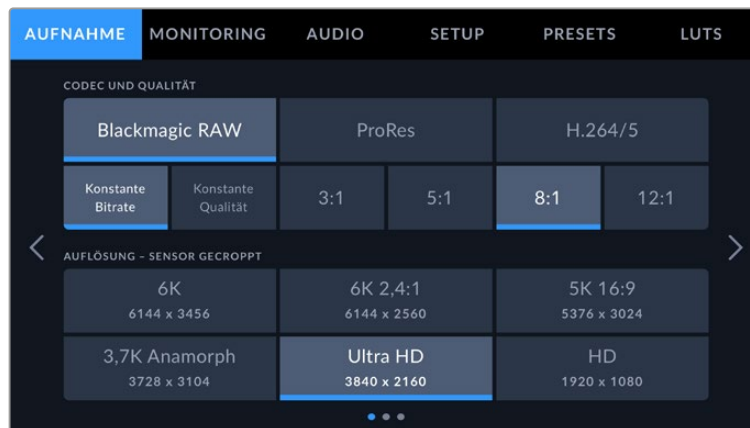 AUFNAHME MONITORING AUDIO SETUP PRESETS LUTS
CODEC UND QUALITÄT
Blackmagic RAW ProRes H.264/5
Konstante Bitrate Konstante Qualität 3:1 5:1 8:1 12:1
AUFLÖSUNG – SENSOR GECROPPT
6K 6K 2,4:1 5K 16:9
6144 x 3456 6144 x 2560 5376 x 3024
3,7K Anamorph Ultra HD HD
3728 x 3104 3840 x 2160 1920 x 1080